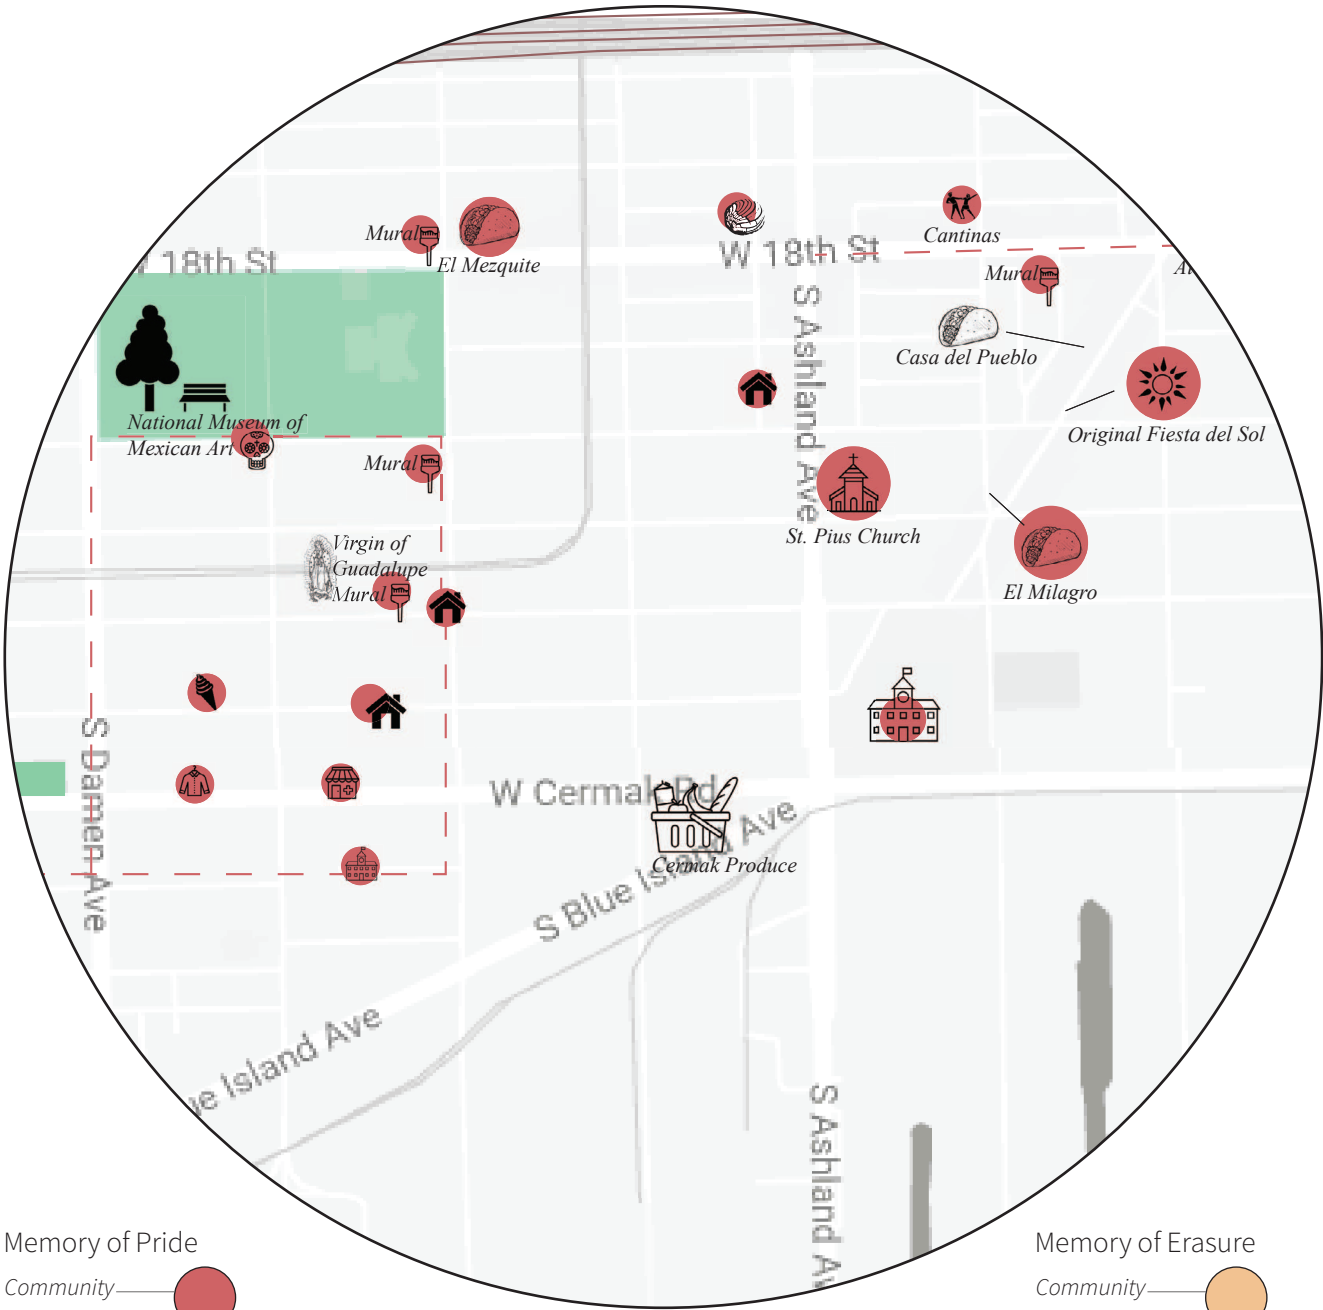 Mural
El Mezquite
Cantinas
W 18th St
18th St
Mural
S Ashland Ave
Casa del Pueblo
National Museum of
Mexican Art
Original Fiesta del Sol
Mural
St. Pius Church
Virgin of
Guadalupe
Mural
El Milagro
S Damen Ave
W Cermak Rd
Cermak Produce
S Blue Island Ave
ue Island Ave
S Ashland Av
Memory of Pride
Community
Memory of Erasure
Community